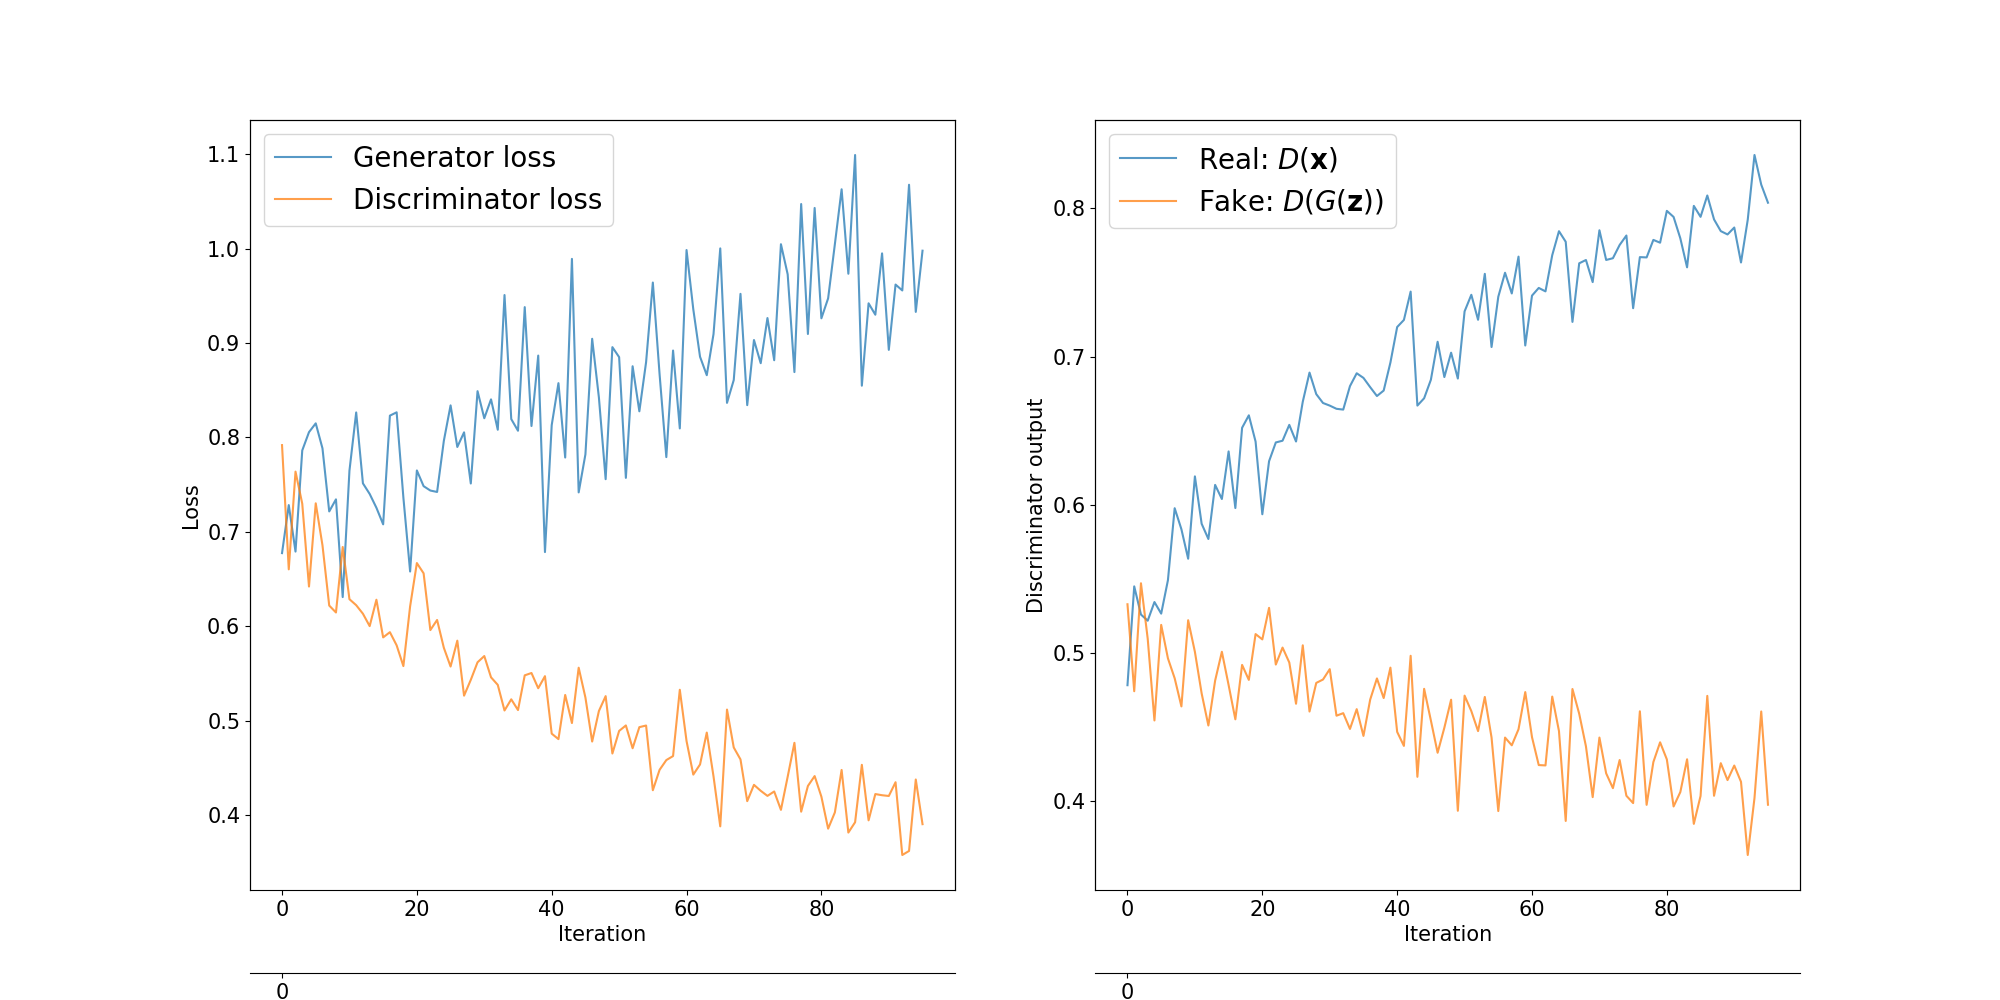 Generator loss
Discriminator loss
1.1
1.0
0.9
0.8
0.7
0.6
0.5
0.4
Loss
0 20 40 60 80
Iteration
0
Real: D(x)
Fake: D(G(z))
0.8
0.7
0.6
0.5
0.4
Discriminator output
0 20 40 60 80
Iteration
0